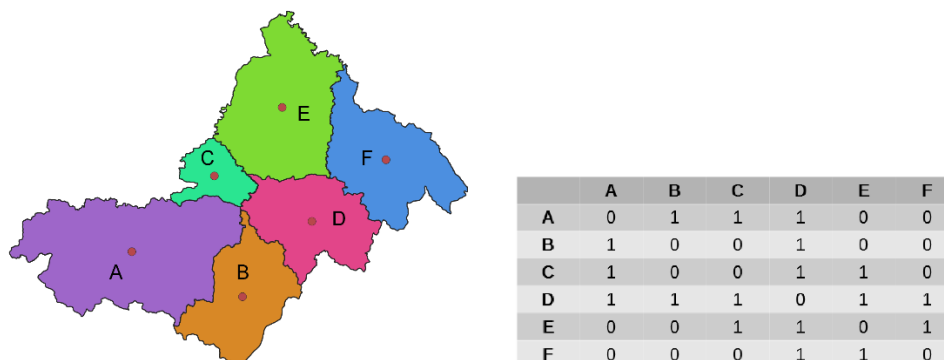 E
F
C
D
A
B
A B C D E F
A 0 1 1 1 0 0
B 1 0 0 1 0 0
C 1 0 0 1 1 0
D 1 1 1 0 1 1
E 0 0 1 1 0 1
F 0 0 0 1 1 0